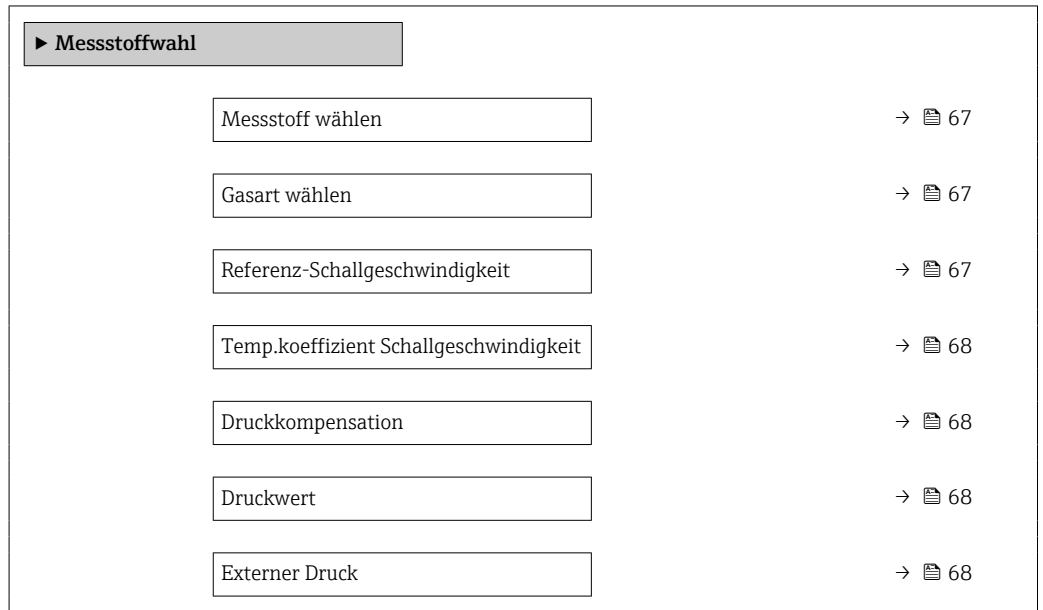 ▶ Messstoffwahl
Messstoff wählen → 67
Gasart wählen → 67
Referenz-Schallgeschwindigkeit → 67
Temp.koeffizient Schallgeschwindigkeit → 68
Druckkompensation → 68
Druckwert → 68
Externer Druck → 68